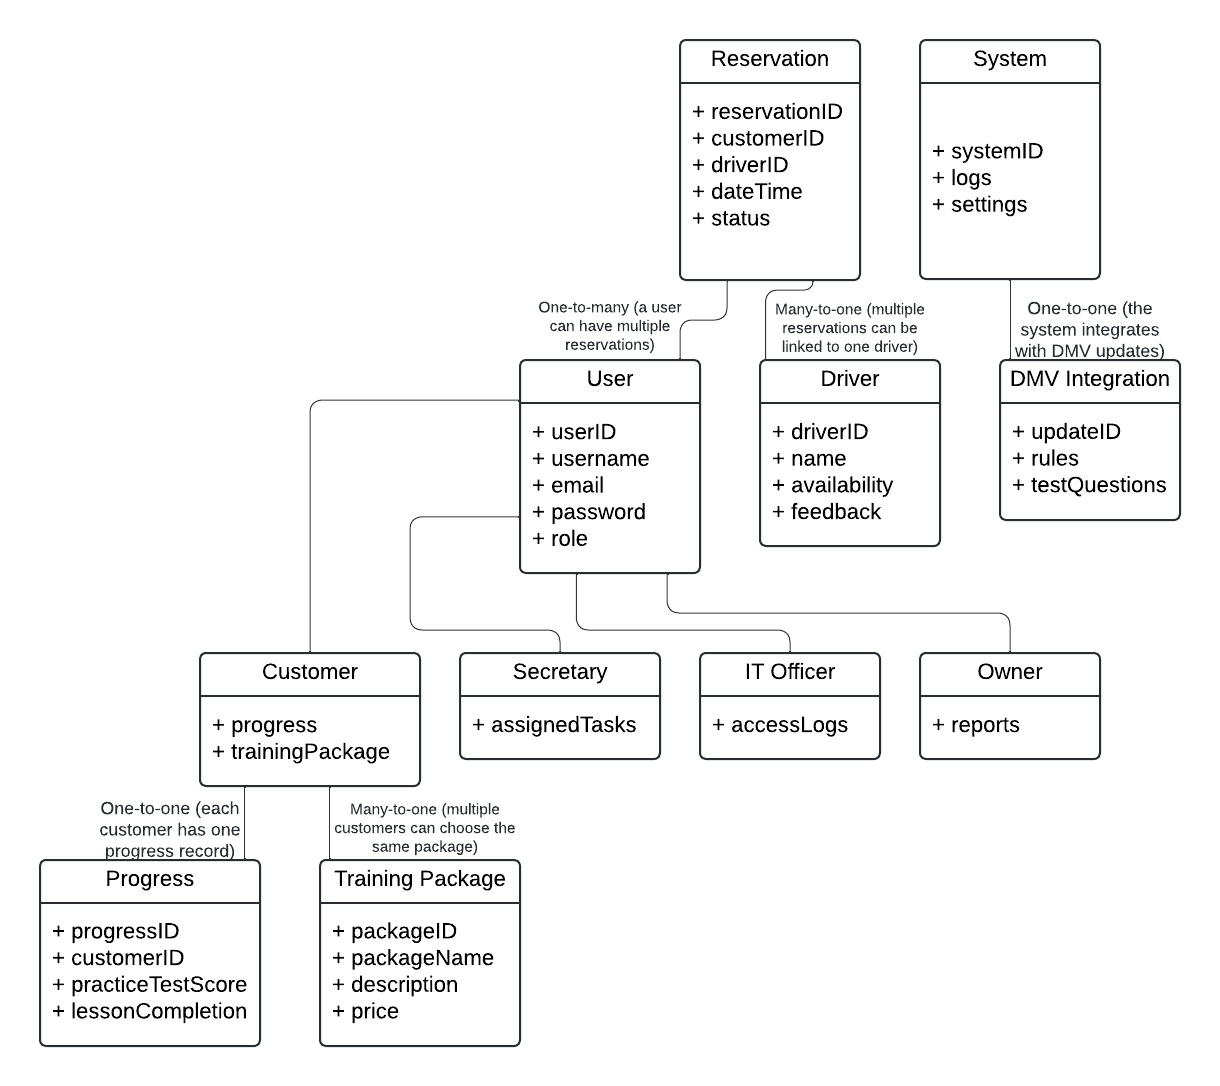 Reservation
+ reservationID
+ customerID
+ driverID
+ dateTime
+ status
System
+ systemID
+ logs
+ settings
One-to-many (a user
can have multiple
reservations)
Many-to-one (multiple
reservations can be
linked to one driver)
One-to-one (the
system integrates
with DMV updates)
User
+ userID
+ username
+ email
+ password
+ role
Driver
+ driverID
+ name
+ availability
+ feedback
DMV Integration
+ updateID
+ rules
+ testQuestions
Customer
+ progress
+ trainingPackage
Secretary
+ assignedTasks
IT Officer
+ accessLogs
Owner
+ reports
One-to-one (each
customer has one
progress record)
Many-to-one (multiple
customers can choose the
same package)
Progress
+ progressID
+ customerID
+ practiceTestScore
+ lessonCompletion
Training Package
+ packageID
+ packageName
+ description
+ price